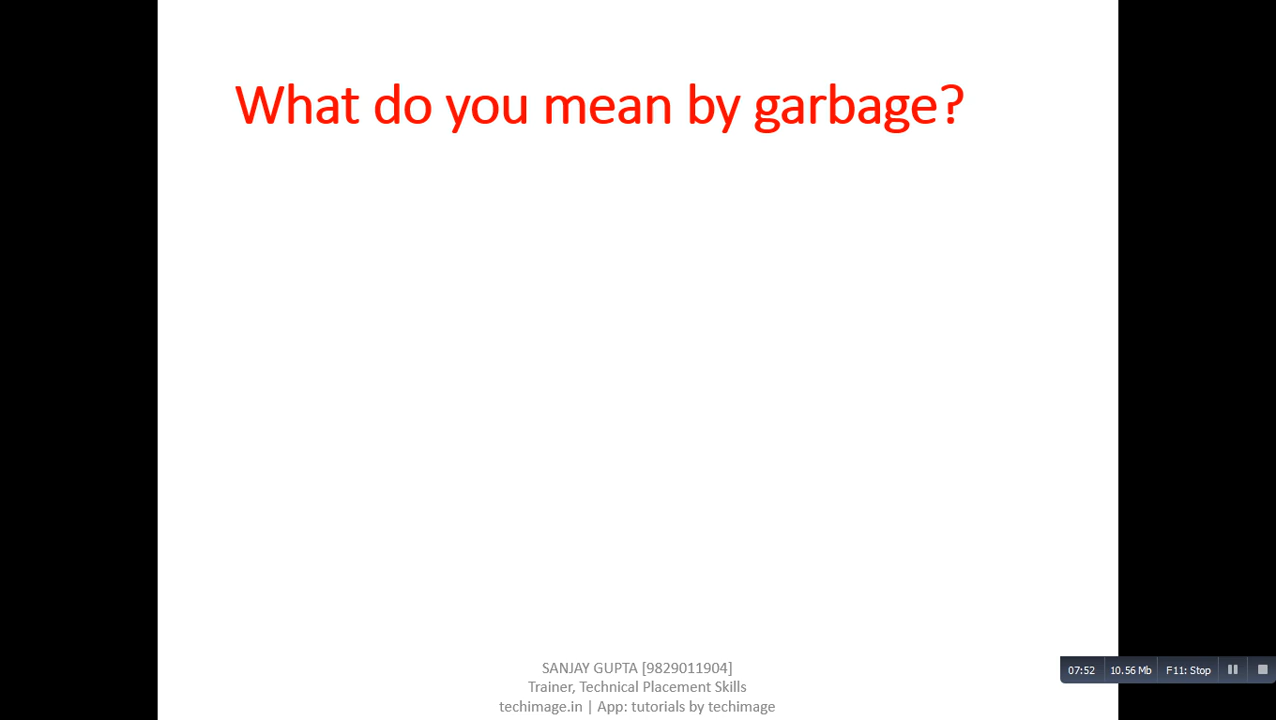 What do you mean by garbage?
SANJAY GUPTA [9829011904]
Trainer, Technical Placement Skills
techimage.in | App: tutorials by techimage
07:52 10.56 Mb F11: Stop